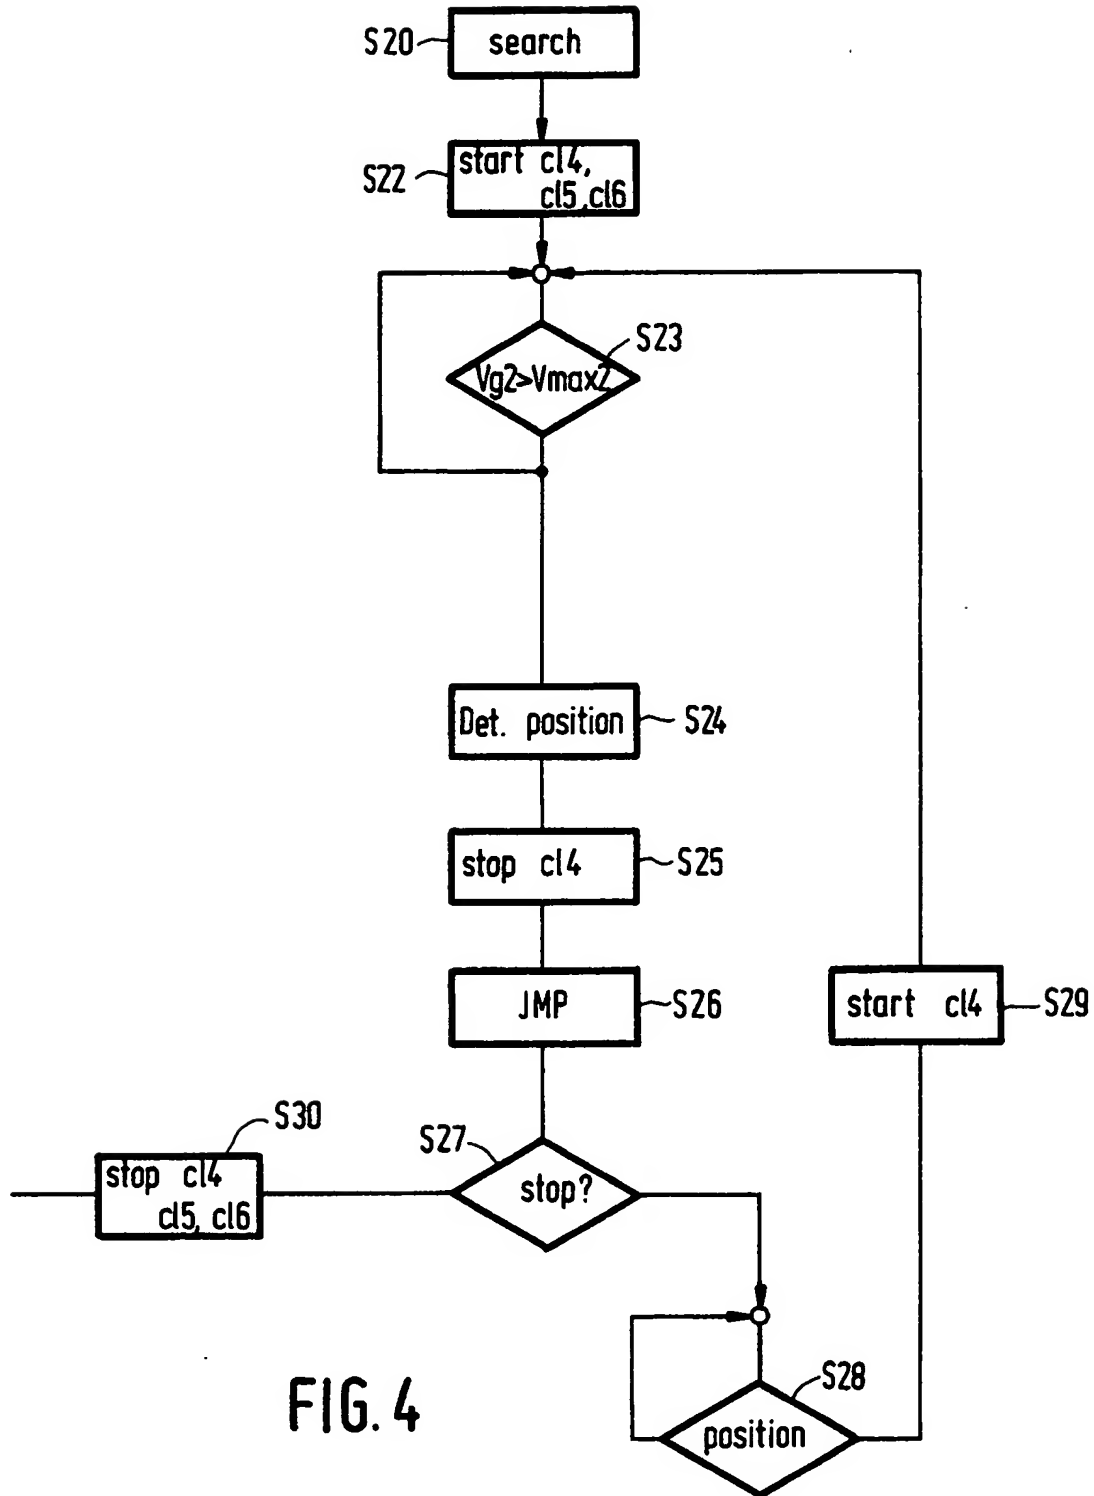 S20
search
S22
start cl4,
cl5,cl6
S23
Vg2>Vmax2
Det. position
S24
stop cl4
S25
JMP
S26
start cl4
S29
S30
stop cl4
cl5, cl6
S27
stop?
S28
position
FIG. 4